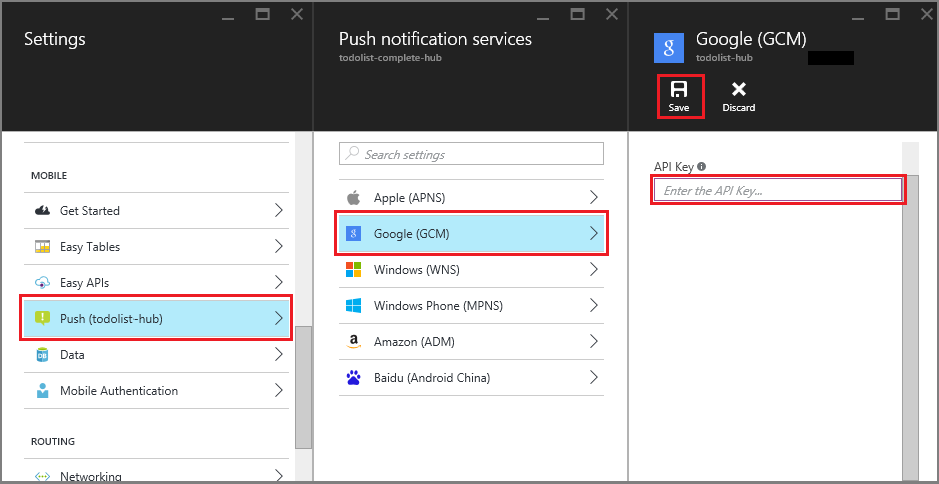 Settings
MOBILE
Get Started
Easy Tables
Easy APIs
Push (todolist-hub)
Data
DB
Mobile Authentication
ROUTING
Networking
Push notification services
todolist-complete-hub
Search settings
Apple (APNS)
Google (GCM)
Windows (WNS)
Windows Phone (MPNS)
Amazon (ADM)
Baidu (Android China)
Google (GCM)
todolist-hub
Save Discard
API Key
Enter the API Key...